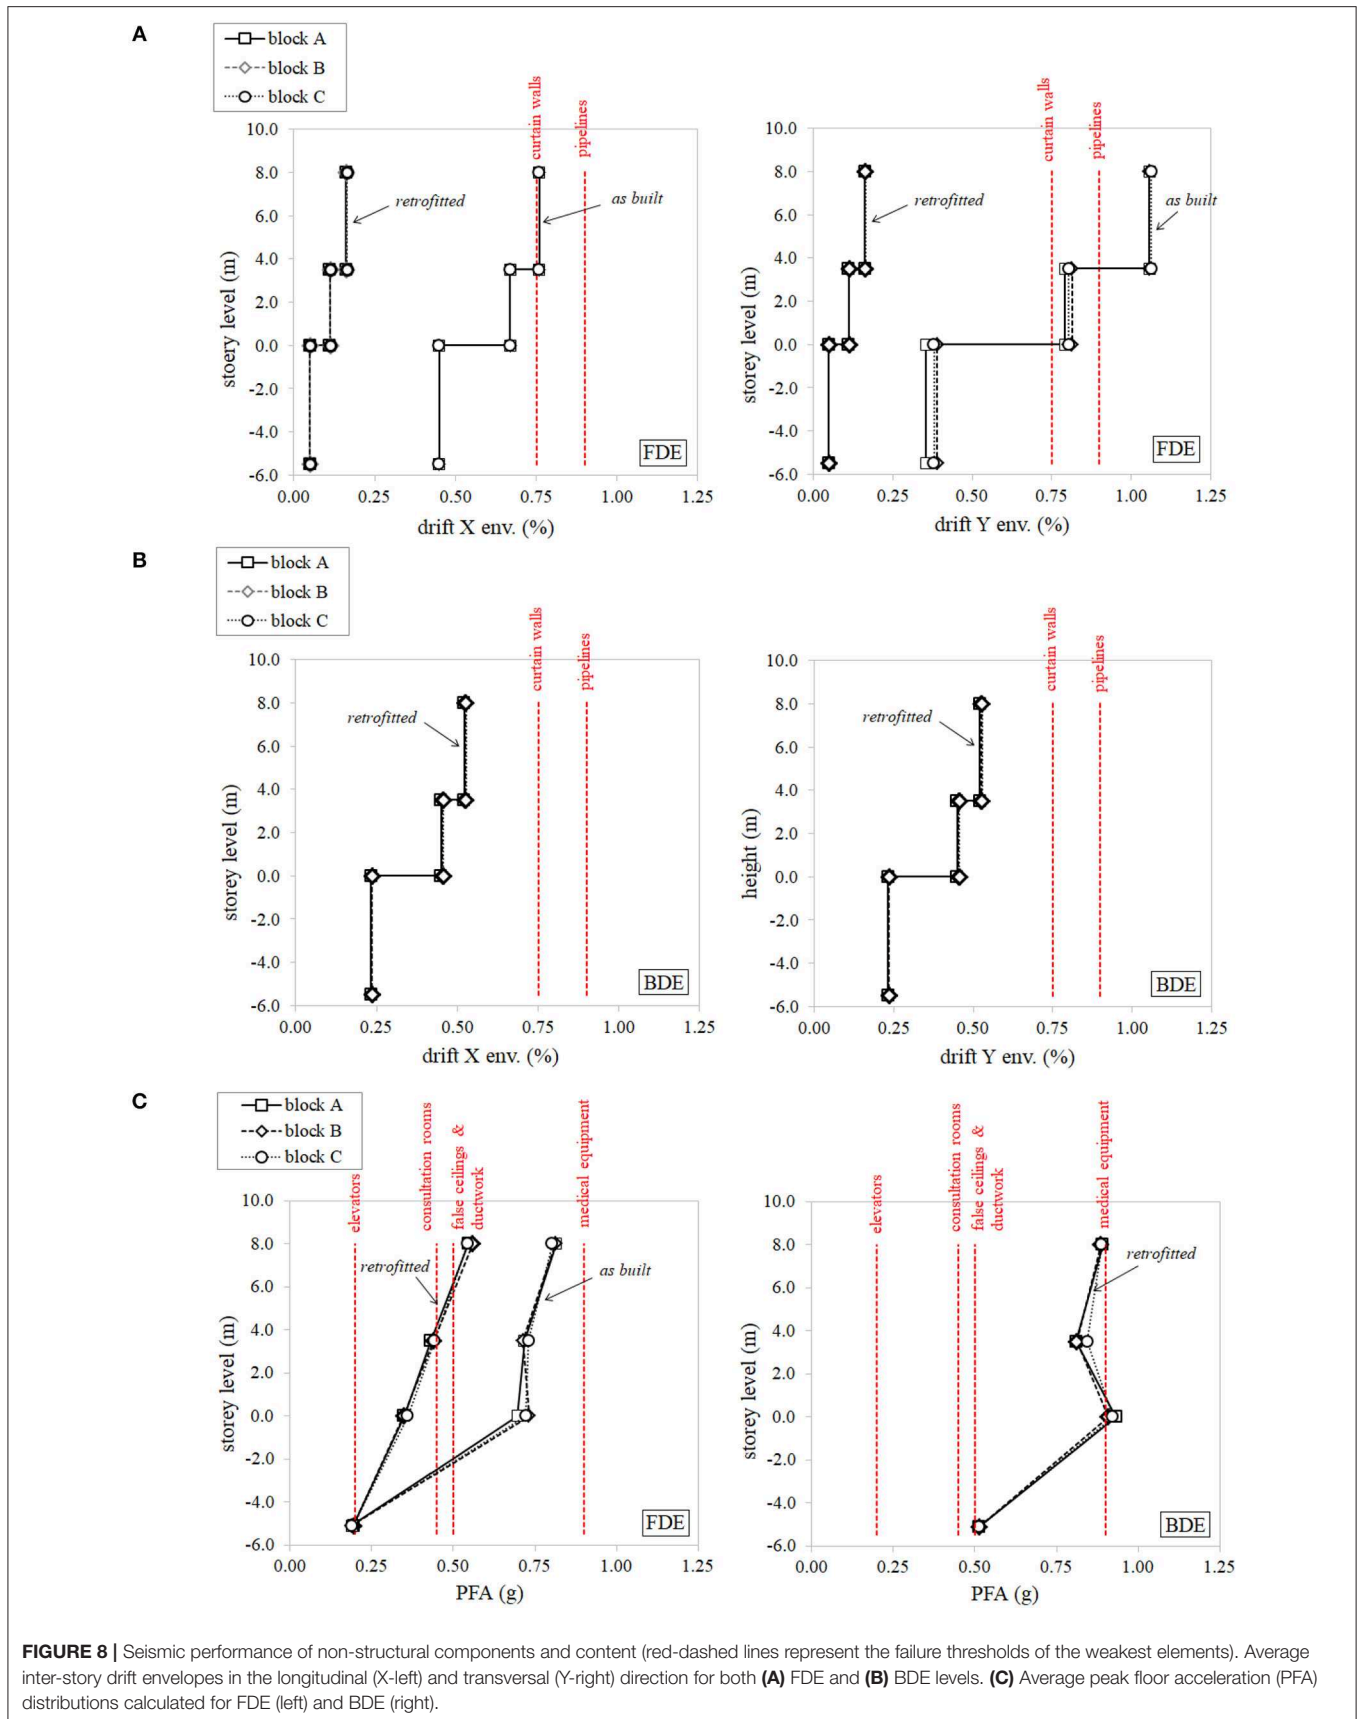 A
block A
block B
block C
curtain walls
pipelines
curtain walls
pipelines
10.0
8.0
6.0
4.0
2.0
0.0
-2.0
-4.0
-6.0
stoery level (m)
retrofitted
as built
FDE
0.00 0.25 0.50 0.75 1.00 1.25
drift X env. (%)
10.0
8.0
6.0
4.0
2.0
0.0
-2.0
-4.0
-6.0
storey level (m)
retrofitted
as built
FDE
0.00 0.25 0.50 0.75 1.00 1.25
drift Y env. (%)
B
block A
block B
block C
curtain walls
pipelines
curtain walls
pipelines
10.0
8.0
6.0
4.0
2.0
0.0
-2.0
-4.0
-6.0
storey level (m)
retrofitted
BDE
0.00 0.25 0.50 0.75 1.00 1.25
drift X env. (%)
10.0
8.0
6.0
4.0
2.0
0.0
-2.0
-4.0
-6.0
height (m)
retrofitted
BDE
0.00 0.25 0.50 0.75 1.00 1.25
drift Y env. (%)
C
block A
block B
block C
elevators
consultation rooms
false ceilings &
ductwork
medical equipment
elevators
consultation rooms
false ceilings &
ductwork
medical equipment
10.0
8.0
6.0
4.0
2.0
0.0
-2.0
-4.0
-6.0
storey level (m)
retrofitted
as built
FDE
0.00 0.25 0.50 0.75 1.00 1.25
PFA (g)
10.0
8.0
6.0
4.0
2.0
0.0
-2.0
-4.0
-6.0
storey level (m)
retrofitted
BDE
0.00 0.25 0.50 0.75 1.00 1.25
PFA (g)
FIGURE 8 | Seismic performance of non-structural components and content (red-dashed lines represent the failure thresholds of the weakest elements). Average
inter-story drift envelopes in the longitudinal (X-left) and transversal (Y-right) direction for both (A) FDE and (B) BDE levels. (C) Average peak floor acceleration (PFA)
distributions calculated for FDE (left) and BDE (right).